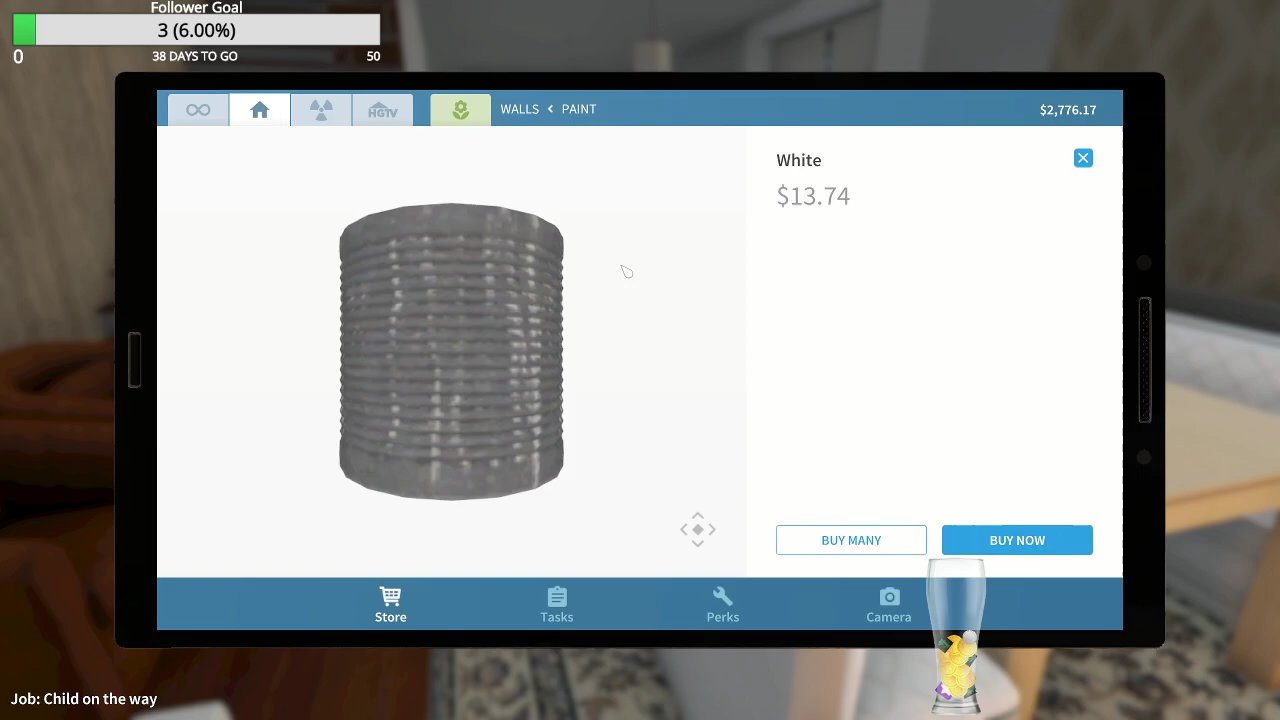 Follower Goal
3 (6.00%)
0
38 DAYS TO GO
50
HGTV
WALLS < PAINT
$2,776.17
White
$13.74
BUY MANY
BUY NOW
Store
Tasks
Perks
Camera
Job: Child on the way